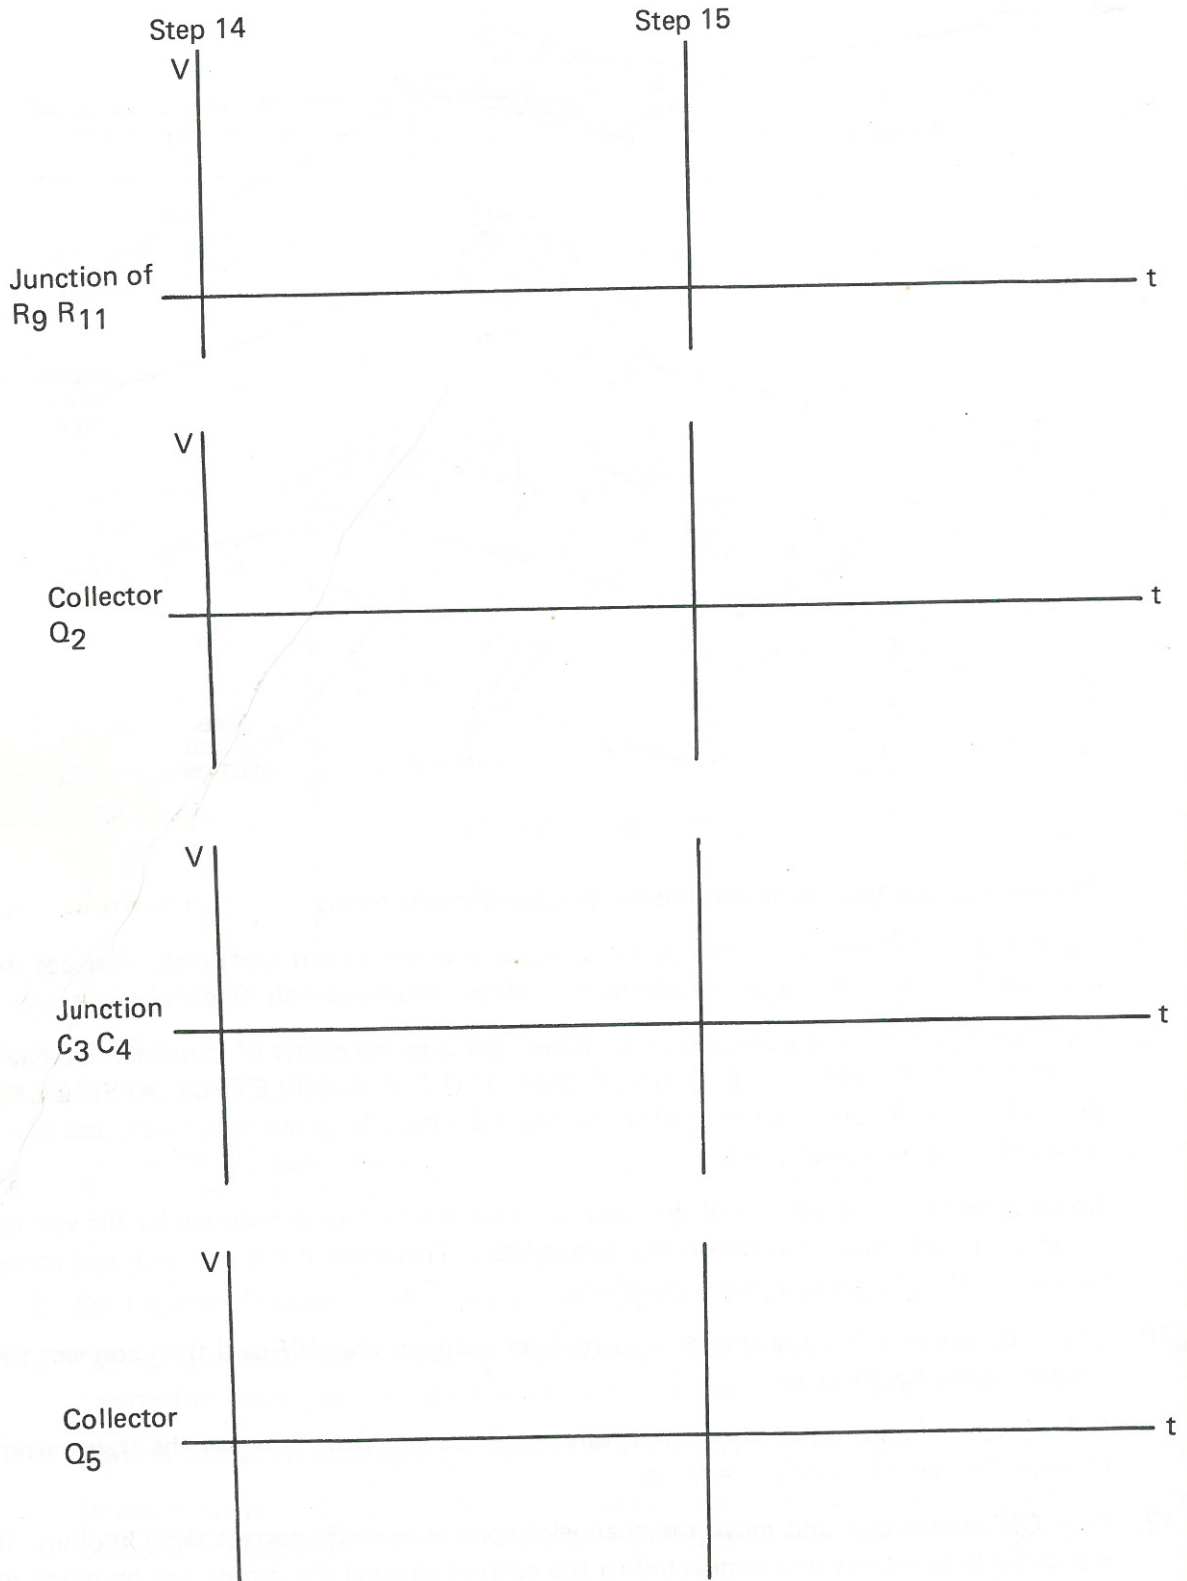 Step 14
Step 15
V
Junction of
R9 R11
t
V
Collector
Q2
t
V
Junction
C3 C4
t
V
Collector
Q5
t